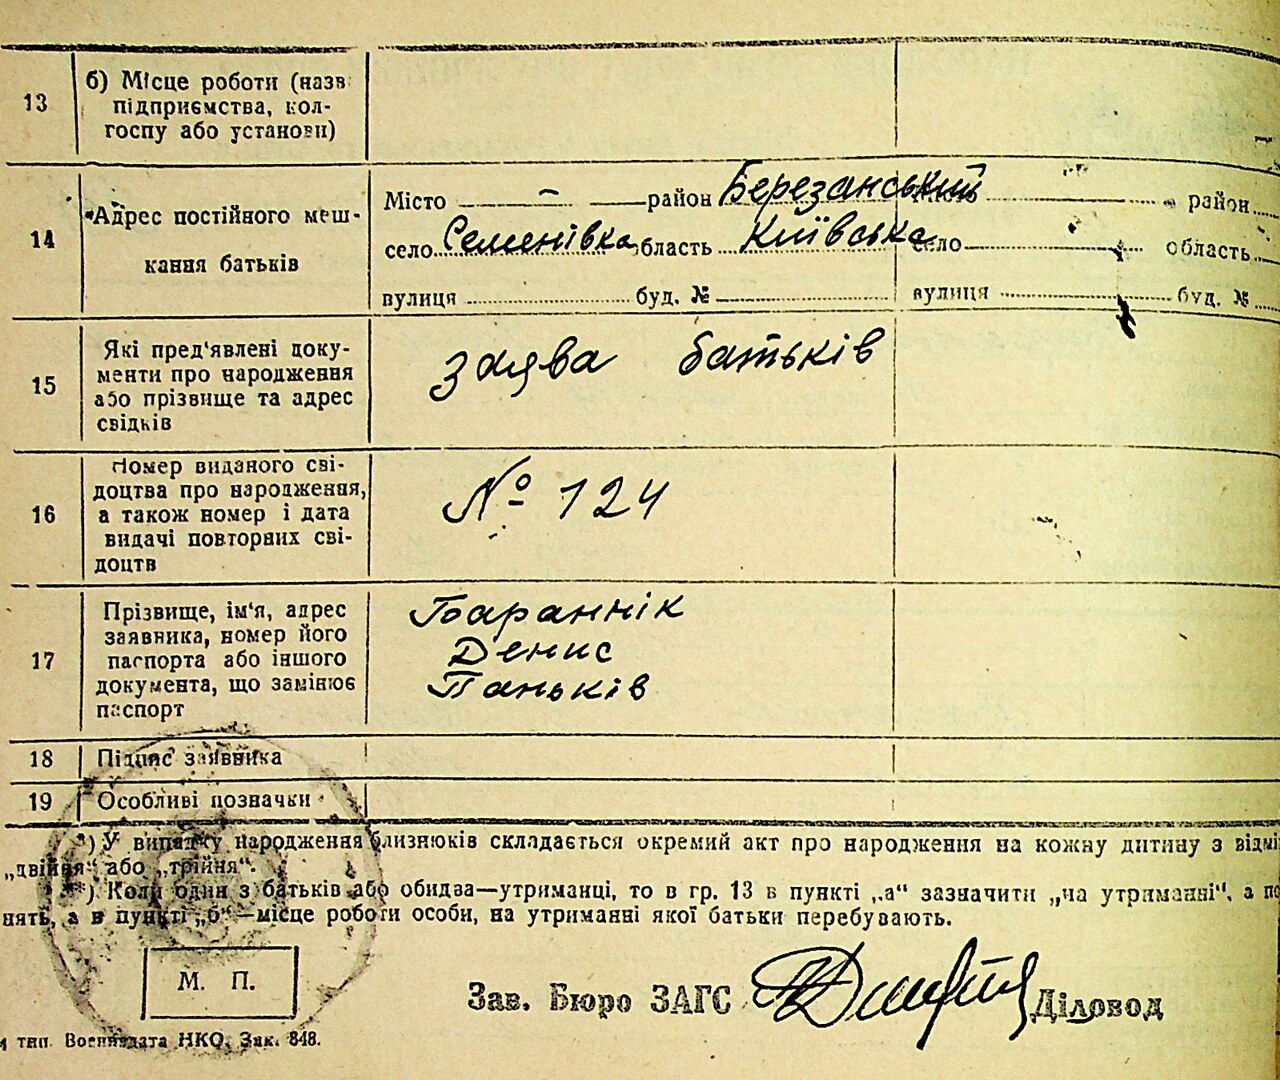 13
б) Місце роботи (назв
підприємства, кол-
госпу або установи)
14
*Адрес постійного меш-
кання батьків
Місто — район Березанський
село Семенівка область Київська
вулиця буд. №
район
село область
вулиця буд. №
15
Які пред'явлені доку-
менти про народження
або прізвище та адрес
свідків
заява батьків
16
Номер виданого сві-
доцтва про народження,
а також номер і дата
видачі повторних сві-
доцтв
№ 124
17
Прізвище, ім'я, адрес
заявника, номер його
паспорта або іншого
документа, що замінює
паспорт
Бараннік
Денис
Паньків
18
Підпис заявника
19
Особливі позначки
*) У випадку народження близнюків складається окремий акт про народження на кожну дитину з відмі
„двійня“ або „трійня“.
**) Коли один з батьків або обидва—утриманці, то в гр. 13 в пункті „а“ зазначити „на утриманні“, а по
нять, а в пункті „б“—місце роботи особи, на утриманні якої батьки перебувають.
М. П.
Зав. Бюро ЗАГС Діловод
тип. Воениздата НКО, Зак. 848.